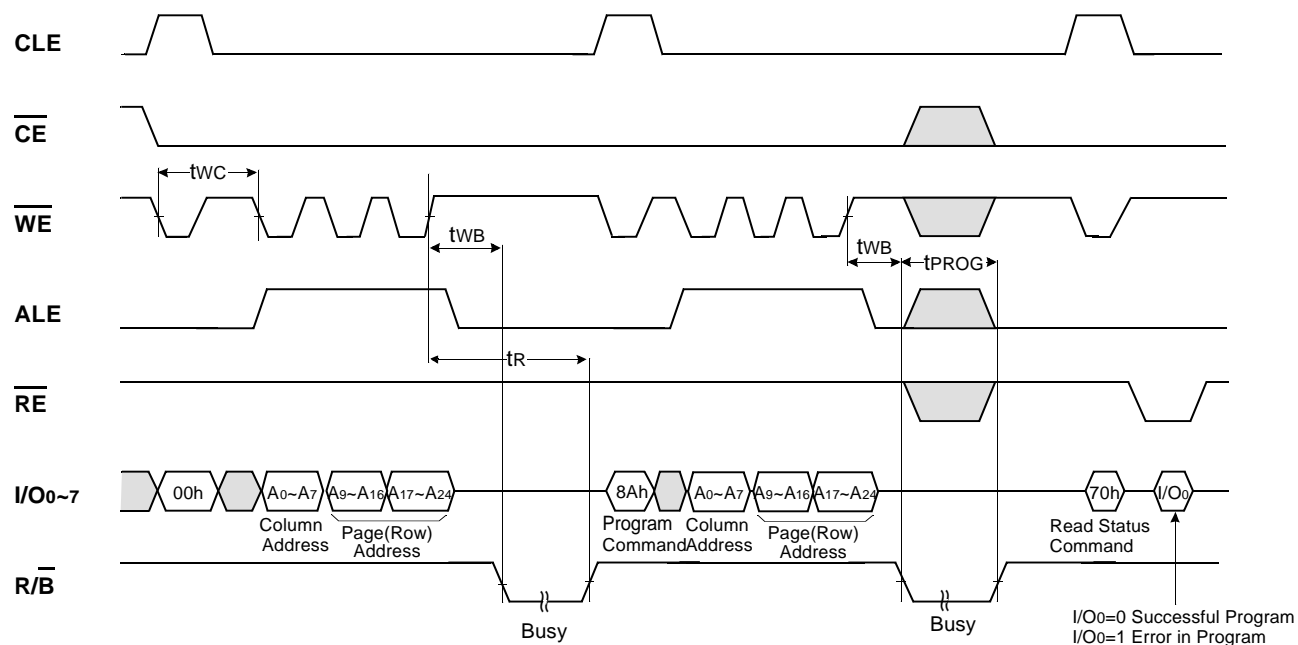 CLE
CE
tWC
WE
tWB
tWB
tPROG
ALE
tR
RE
I/O0~7
00h
A0~A7
A9~A16
A17~A24
8Ah
A0~A7
A9~A16
A17~A24
70h
I/O0
Column
Address
Page(Row)
Address
Program
Command
Column
Address
Page(Row)
Address
Read Status
Command
R/B
Busy
Busy
I/O0=0 Successful Program
I/O0=1 Error in Program